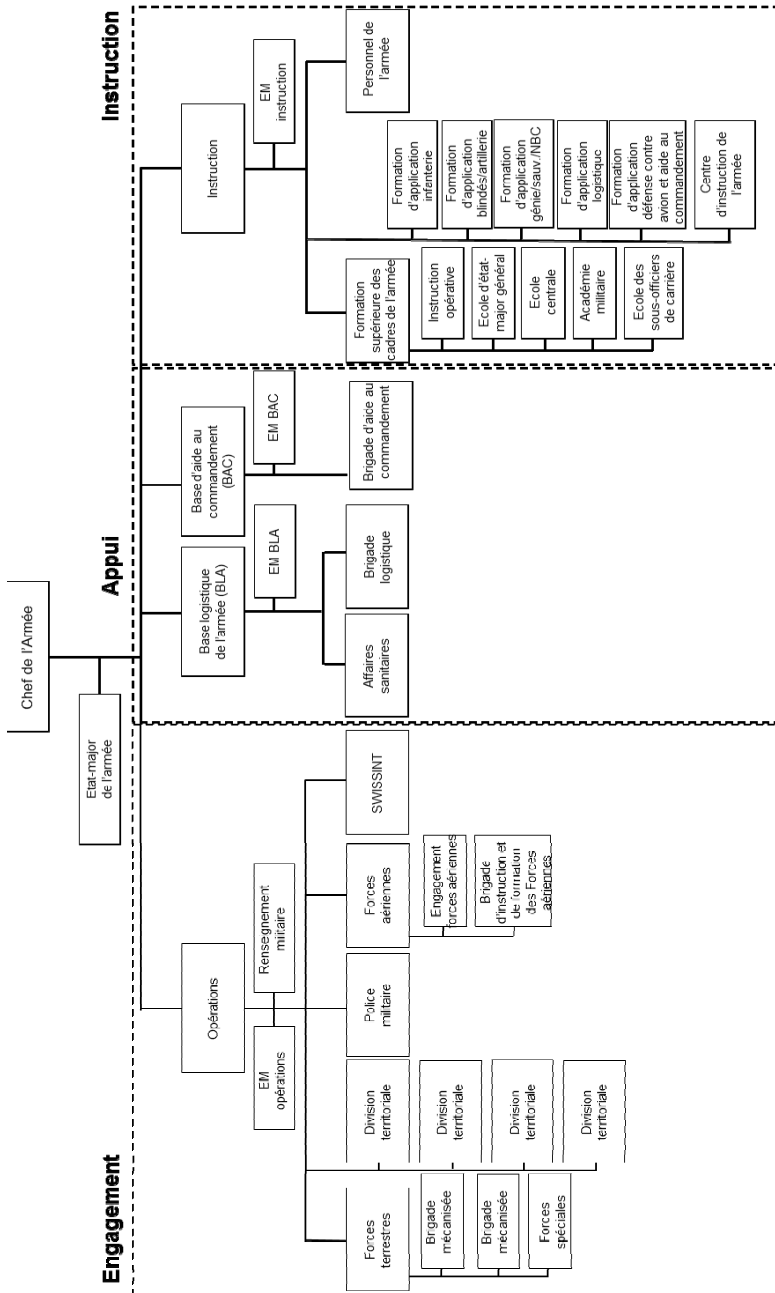 Chef de l'Armée
Etat-major
de l'armée
Engagement
Appui
Instruction
Opérations
EM
opérations
Renseignement
militaire
Forces
terrestres
Brigade
mécanisée
Brigade
mécanisée
Forces
spéciales
Division
territoriale
Division
territoriale
Division
territoriale
Division
territoriale
Police
militaire
Forces
aériennes
Engagement
forces aériennes
Brigade
d'instruction et
de formation
des Forces
aériennes
SWISSINT
Base logistique
de l'armée (BLA)
EM BLA
Affaires
sanitaires
Brigade
logistique
Base d'aide au
commandement
(BAC)
EM BAC
Brigade d'aide au
commandement
Instruction
EM
instruction
Formation
supérieure des
cadres de l'armée
Instruction
opérative
Ecole d'état-
major général
Ecole
centrale
Académie
militaire
Ecole des
sous-officiers
de carrière
Formation
d'application
infanterie
Formation
d'application
blindés/artillerie
Formation
d'application
génie/sauv./NBC
Formation
d'application
logistique
Formation
d'application
défense contre
avion et aide au
commandement
Centre
d'instruction de
l'armée
Personnel de
l'armée